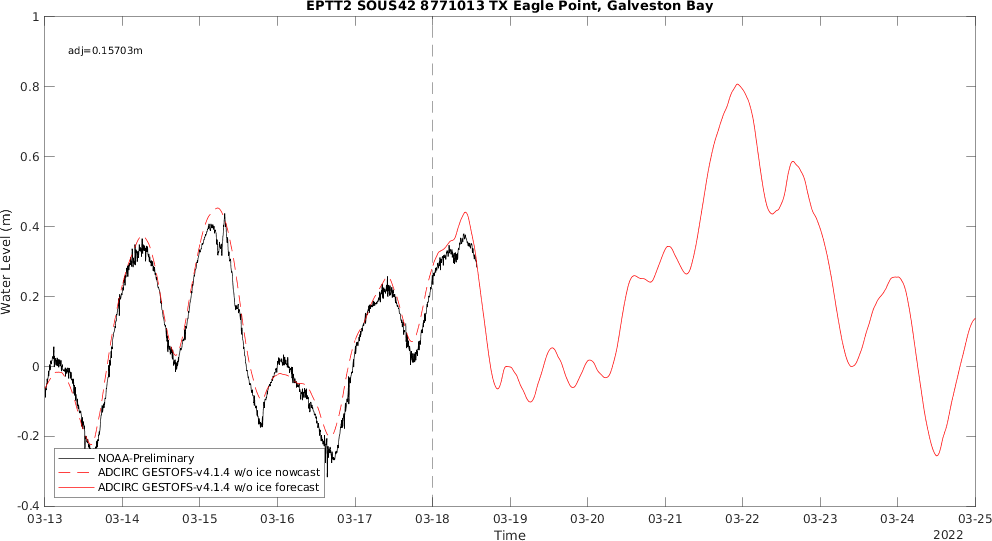 EPTT2 SOUS42 8771013 TX Eagle Point, Galveston Bay
adj=0.15703m
1
0.8
0.6
0.4
0.2
0
-0.2
-0.4
Water Level (m)
NOAA-Preliminary
ADCIRC GESTOFS-v4.1.4 w/o ice nowcast
ADCIRC GESTOFS-v4.1.4 w/o ice forecast
03-13 03-14 03-15 03-16 03-17 03-18 03-19 03-20 03-21 03-22 03-23 03-24 03-25
Time
2022